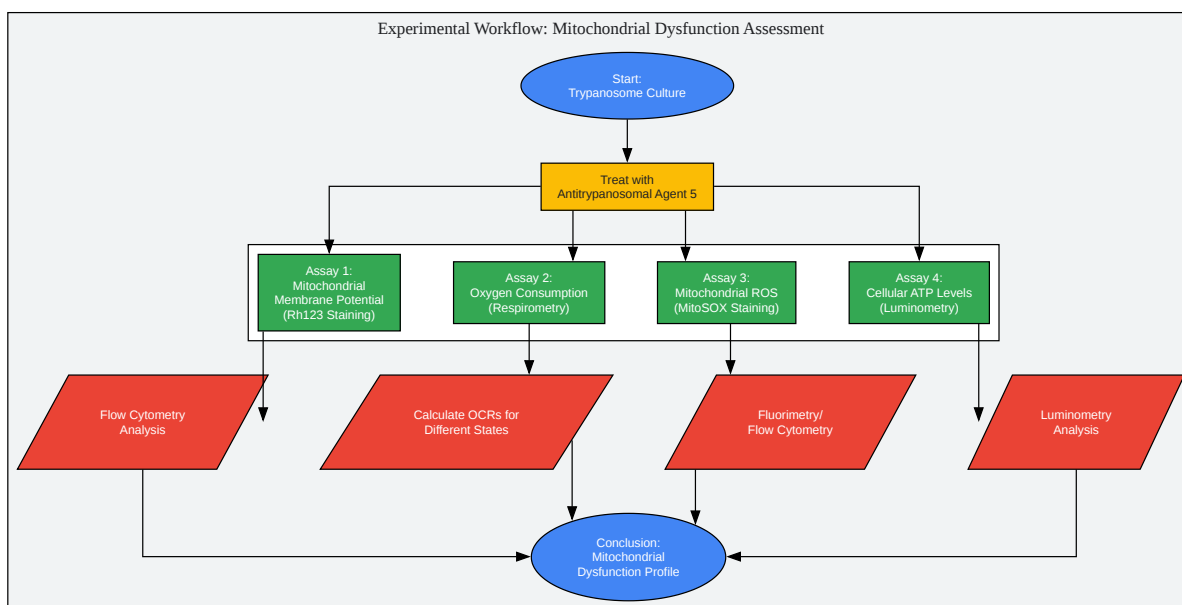 Experimental Workflow: Mitochondrial Dysfunction Assessment
Start:
Trypanosome Culture
Treat with
Antitrypanosomal Agent 5
Assay 1:
Mitochondrial
Membrane Potential
(Rh123 Staining)
Assay 2:
Oxygen Consumption
(Respirometry)
Assay 3:
Mitochondrial ROS
(MitoSOX Staining)
Assay 4:
Cellular ATP Levels
(Luminometry)
Flow Cytometry
Analysis
Calculate OCRs for
Different States
Fluorimetry/
Flow Cytometry
Luminometry
Analysis
Conclusion:
Mitochondrial
Dysfunction Profile